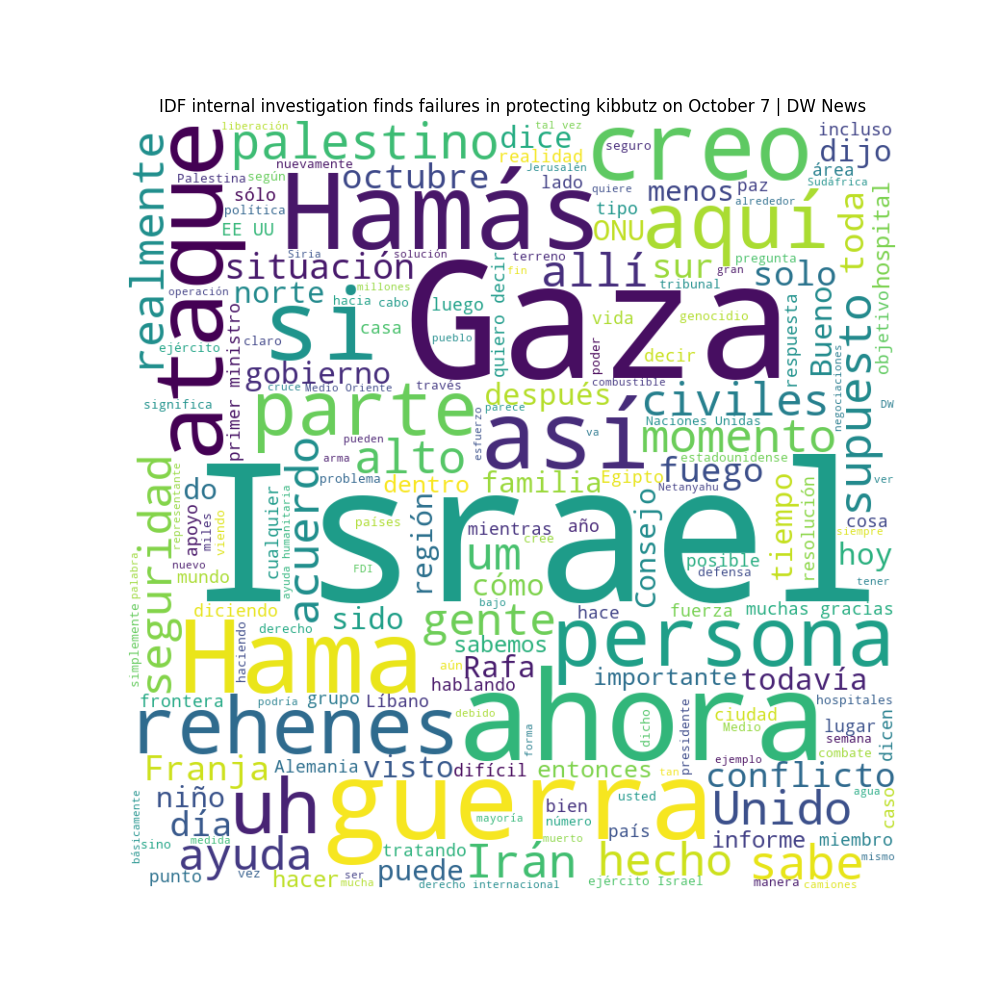 IDF internal investigation finds failures in protecting kibbutz on October 7 | DW News
liberación
tal vez
palestino
dice
creo
incluso
dijo
ataque
realmente
nuevamente
realidad
seguro
Palestina
según
octubre
Jerusalén
área
Sudáfrica
sólo
Hamás
lado
quiere
menos
paz
alrededor
política
EE UU
tipo
ONU
aquí
toda
hospital
Siria
solución
terreno
pregunta
situación
Gaza
fin
allí
sur
gran
tribunal
solo
operación
norte
millones
hacia
cabo
luego
quiero decir
objetivo
si
casa
vida
genocidio
respuesta
Bueno
supuesto
ejército
claro
pueblo
poder
decir
primer ministro
gobierno
cruce
Medio Oriente
través
combustible
negociaciones
significa
parte
después
parece
civiles
DW
así
Naciones Unidas
momento
pueden
esfuerzo
va
alto
estadounidense
arma
problema
dentro
familia
Egipto
fuego
ver
seguridad
representante
do
acuerdo
Netanyahu
apoyo
miles
viendo
cualquier
ayuda humanitaria
países
región
mientras
año
Consejo
tiempo
resolución
cosa
siempre
Israel
cree
um
nuevo
mundo
FDI
posible
defensa
hoy
cómo
tener
palabra
simplemente
diciendo
bajo
hace
fuerza
muchas gracias
sido
gente
derecho
persona
Hama
haciendo
sabemos
aún
Rafa
hablando
importante
todavía
frontera
podría
grupo
Líbano
ahora
hospitales
rehenes
debido
forma
dicho
presidente
ciudad
Medio
lugar
semana
dicen
Franja
Alemania
visto
difícil
entonces
tan
ejemplo
combate
conflicto
niño
uh
guerra
bien
usted
Unido
agua
caso
básicamente
día
mayoría
número
país
sino
medida
muerto
informe
miembro
ayuda
tratando
Irán
hecho
sabe
mismo
punto
vez
hacer
ser
mucha
puede
derecho internacional
ejército Israel
manera
camiones